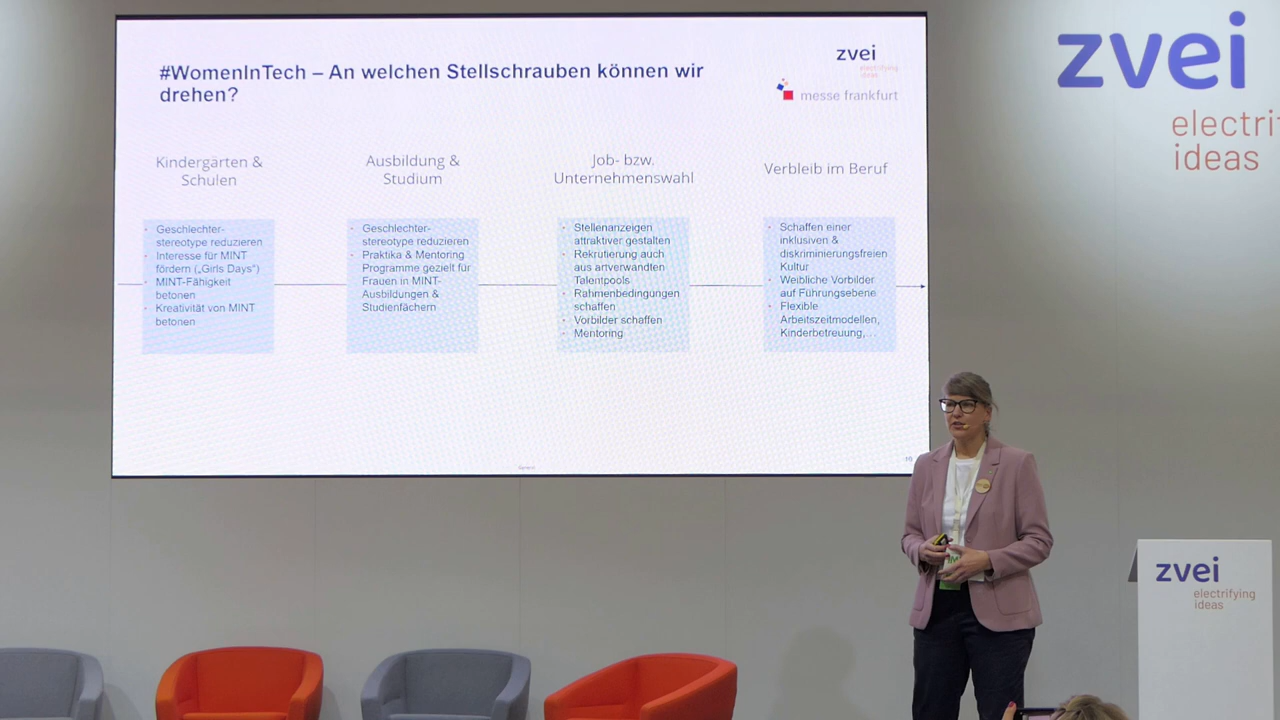 #WomenInTech – An welchen Stellschrauben können wir
drehen?
zvei
electrifying
ideas
messe frankfurt
Kindergärten &
Schulen
Geschlechter-
stereotype reduzieren
Interesse für MINT
fördern („Girls Days“)
MINT-Fähigkeit
betonen
Kreativität von MINT
betonen
Ausbildung &
Studium
Geschlechter-
stereotype reduzieren
Praktika & Mentoring
Programme gezielt für
Frauen in MINT-
Ausbildungen &
Studienfächern
Job- bzw.
Unternehmenswahl
Stellenanzeigen
attraktiver gestalten
Rekrutierung auch
aus artverwandten
Talentpools
Rahmenbedingungen
schaffen
Vorbilder schaffen
Mentoring
Verbleib im Beruf
Schaffen einer
inklusiven &
diskriminierungsfreien
Kultur
Weibliche Vorbilder
auf Führungsebene
Flexible
Arbeitszeitmodellen,
Kinderbetreuung,...
zvei
electri
ideas
zvei
electrifying
ideas